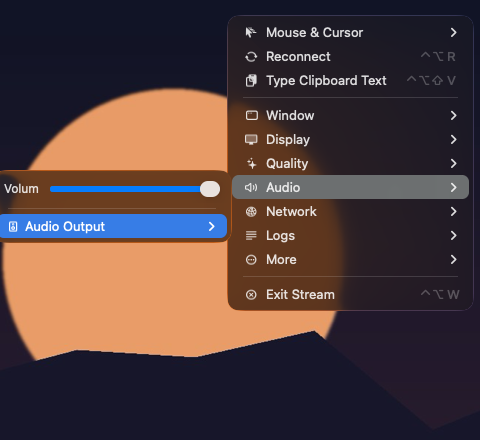 Mouse & Cursor
Reconnect ⌃⌥R
Type Clipboard Text ⌃⌥⇧V
Window
Display
Quality
Audio
Network
Logs
More
Exit Stream ⌃⌥W
Volum
Audio Output